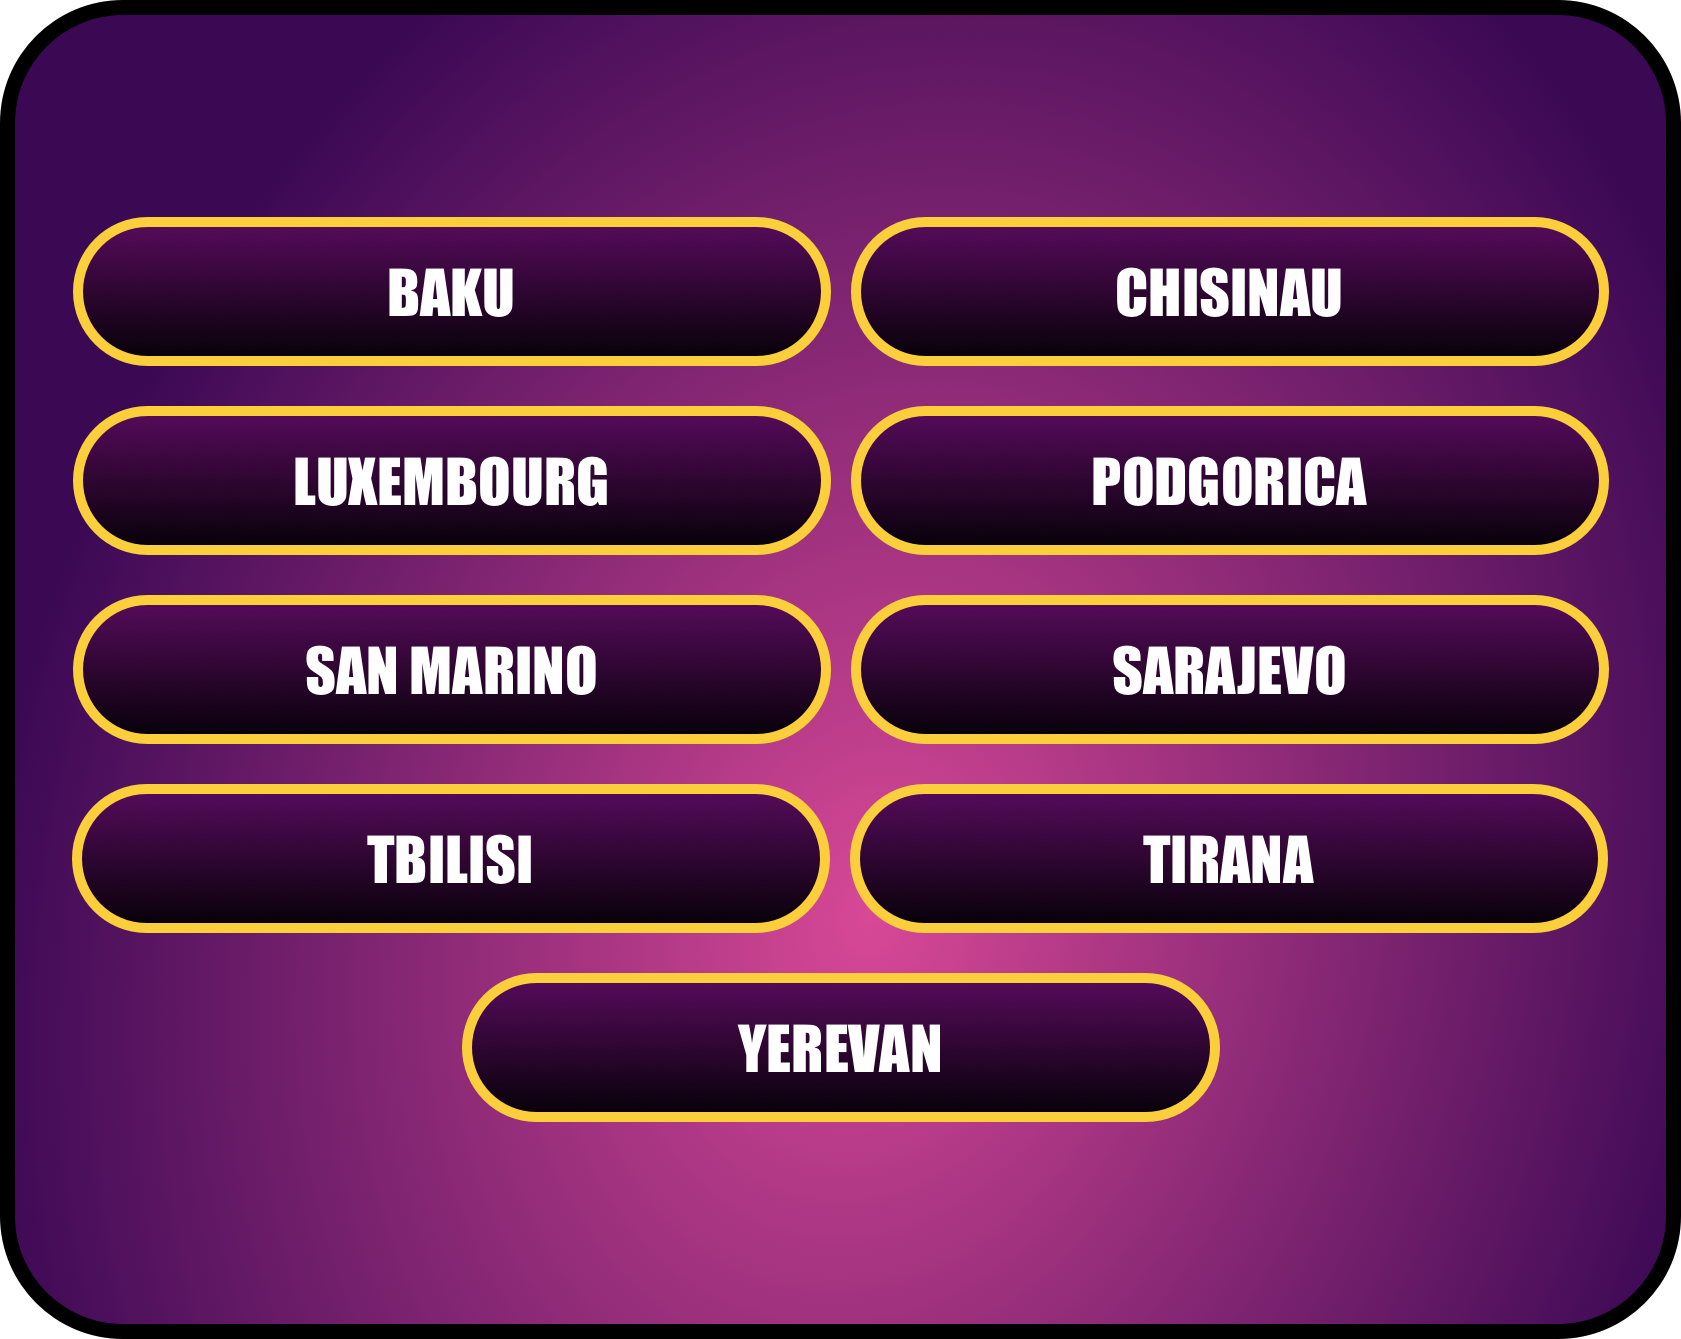 BAKU
CHISINAU
LUXEMBOURG
PODGORICA
SAN MARINO
SARAJEVO
TBILISI
TIRANA
YEREVAN